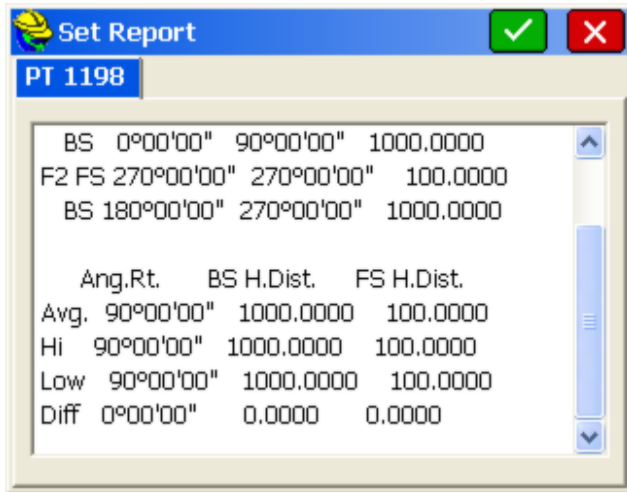 Set Report
PT 1198
BS 0°00'00" 90°00'00" 1000.0000
F2 FS 270°00'00" 270°00'00" 100.0000
BS 180°00'00" 270°00'00" 1000.0000
Ang.Rt. BS H.Dist. FS H.Dist.
Avg. 90°00'00" 1000.0000 100.0000
Hi 90°00'00" 1000.0000 100.0000
Low 90°00'00" 1000.0000 100.0000
Diff 0°00'00" 0.0000 0.0000